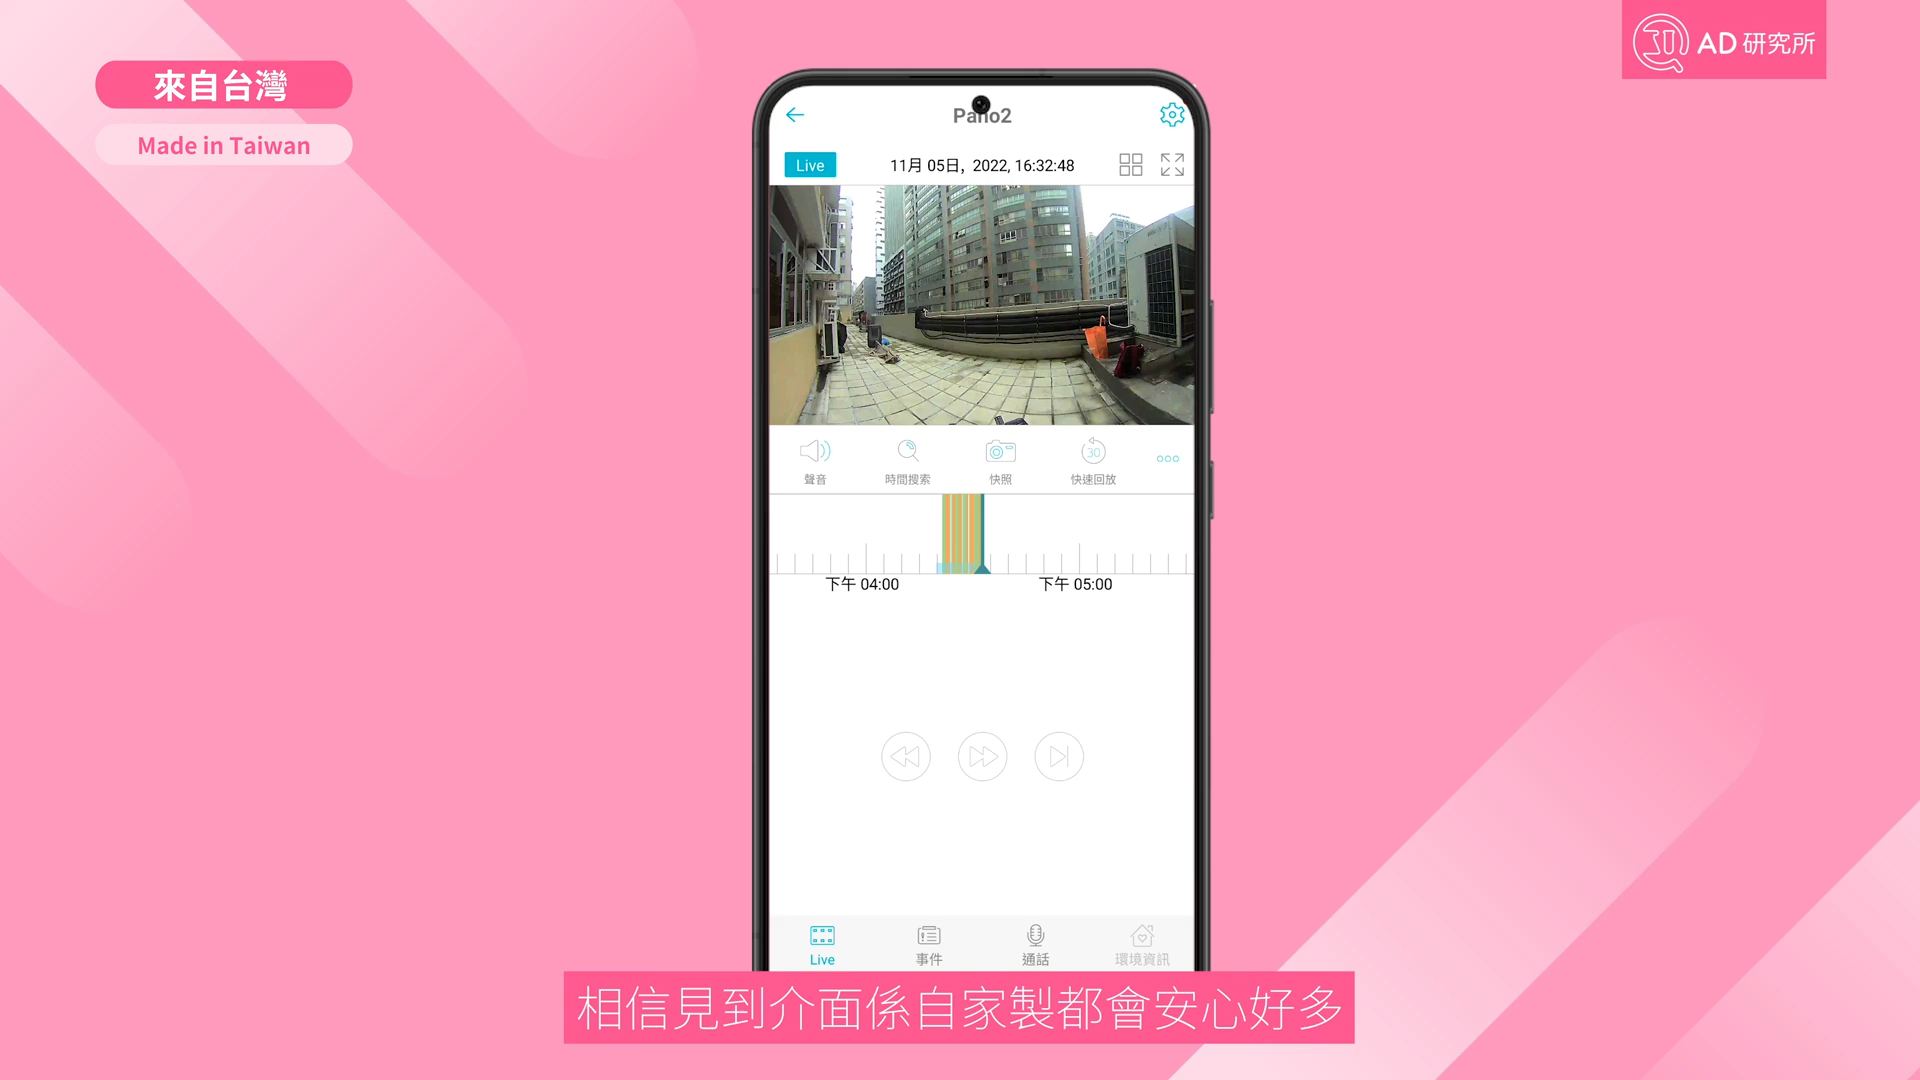 來自台灣
Made in Taiwan
AD 研究所
Pano2
Live
11月 05日, 2022, 16:32:48
聲音
時間搜索
快照
30
快速回放
下午 04:00
下午 05:00
Live
事件
通話
環境資訊
相信見到介面係自家製都會安心好多